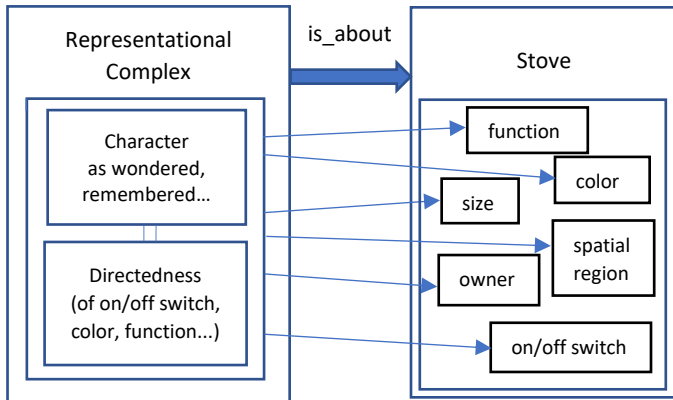 Representational
Complex
is_about
Stove
Character
as wondered,
remembered...
Directedness
(of on/off switch,
color, function...)
function
color
size
spatial
region
owner
on/off switch